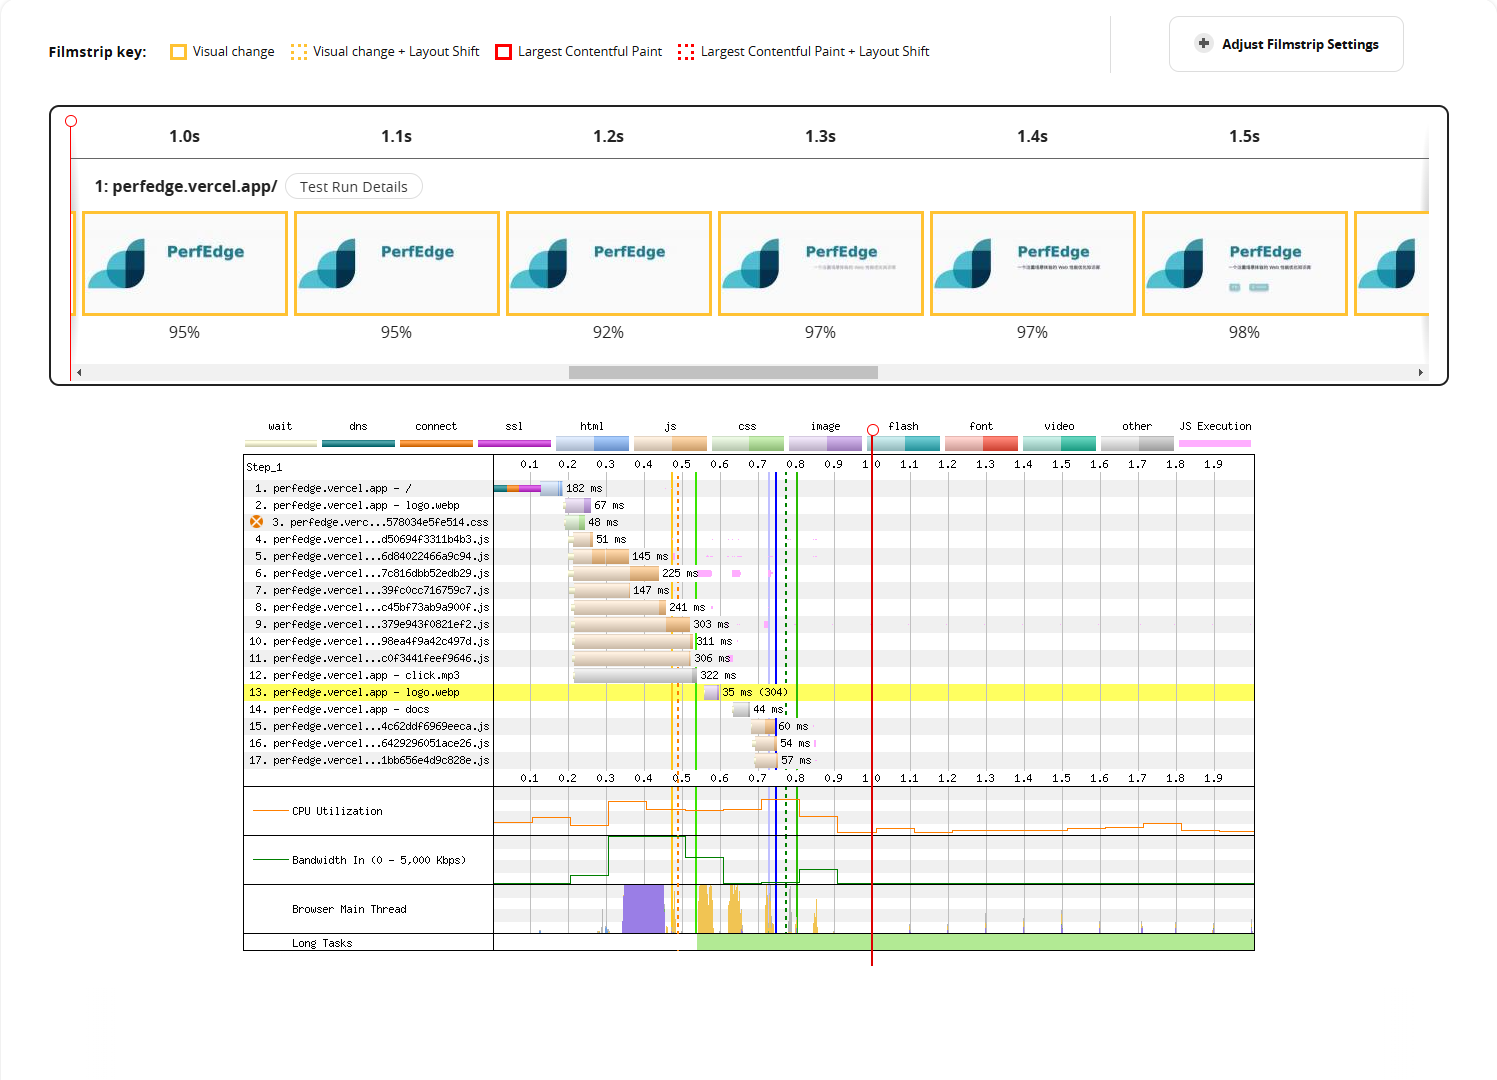 Filmstrip key: Visual change Visual change + Layout Shift Largest Contentful Paint Largest Contentful Paint + Layout Shift
Adjust Filmstrip Settings
1.0s 1.1s 1.2s 1.3s 1.4s 1.5s
1: perfedge.vercel.app/ Test Run Details
PerfEdge PerfEdge PerfEdge PerfEdge PerfEdge PerfEdge
95% 95% 92% 97% 97% 98%
wait dns connect ssl html js css image flash font video other JS Execution
Step_1 0.1 0.2 0.3 0.4 0.5 0.6 0.7 0.8 0.9 1.0 1.1 1.2 1.3 1.4 1.5 1.6 1.7 1.8 1.9
1. perfedge.vercel.app - / 182 ms
2. perfedge.vercel.app - logo.webp 67 ms
3. perfedge.verc...578034e5fe514.css 48 ms
4. perfedge.vercel...d50694f3311b4b3.js 51 ms
5. perfedge.vercel...6d84022466a9c94.js 145 ms
6. perfedge.vercel...7c816dbb52edb29.js 225 ms
7. perfedge.vercel...39fc0cc716759c7.js 147 ms
8. perfedge.vercel...c45bf73ab9a900f.js 241 ms
9. perfedge.vercel...379e943f0821ef2.js 303 ms
10. perfedge.vercel...98ea4f9a42c497d.js 311 ms
11. perfedge.vercel...c0f3441feef9646.js 306 ms
12. perfedge.vercel.app - click.mp3 322 ms
13. perfedge.vercel.app - logo.webp 35 ms (304)
14. perfedge.vercel.app - docs 44 ms
15. perfedge.vercel...4c62ddf6969eeca.js 60 ms
16. perfedge.vercel...6429296051ace26.js 54 ms
17. perfedge.vercel...1bb656e4d9c828e.js 57 ms
0.1 0.2 0.3 0.4 0.5 0.6 0.7 0.8 0.9 1.0 1.1 1.2 1.3 1.4 1.5 1.6 1.7 1.8 1.9
CPU Utilization
Bandwidth In (0 - 5,000 Kbps)
Browser Main Thread
Long Tasks